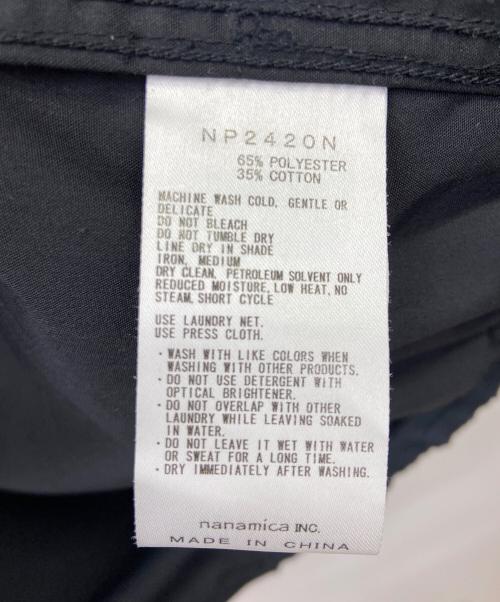 NP2420N
65% POLYESTER
35% COTTON
MACHINE WASH COLD, GENTLE OR
DELICATE
DO NOT BLEACH
DO NOT TUMBLE DRY
LINE DRY IN SHADE
IRON, MEDIUM
DRY CLEAN, PETROLEUM SOLVENT ONLY
REDUCED MOISTURE, LOW HEAT, NO
STEAM, SHORT CYCLE
USE LAUNDRY NET.
USE PRESS CLOTH.
・WASH WITH LIKE COLORS WHEN
WASHING WITH OTHER PRODUCTS.
・DO NOT USE DETERGENT WITH
OPTICAL BRIGHTENER.
・DO NOT OVERLAP WITH OTHER
LAUNDRY WHILE LEAVING SOAKED
IN WATER.
・DO NOT LEAVE IT WET WITH WATER
OR SWEAT FOR A LONG TIME.
・DRY IMMEDIATELY AFTER WASHING.
nanamica INC.
MADE IN CHINA